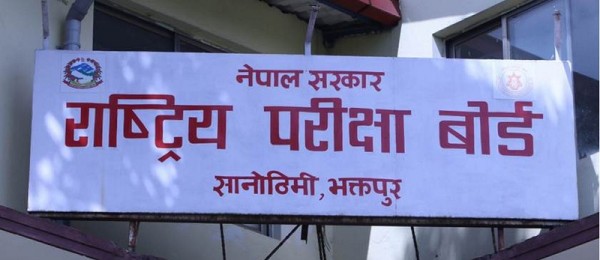 नेपाल सरकार
राष्ट्रिय परीक्षा बोर्ड
सानोठिमी, भक्तपुर